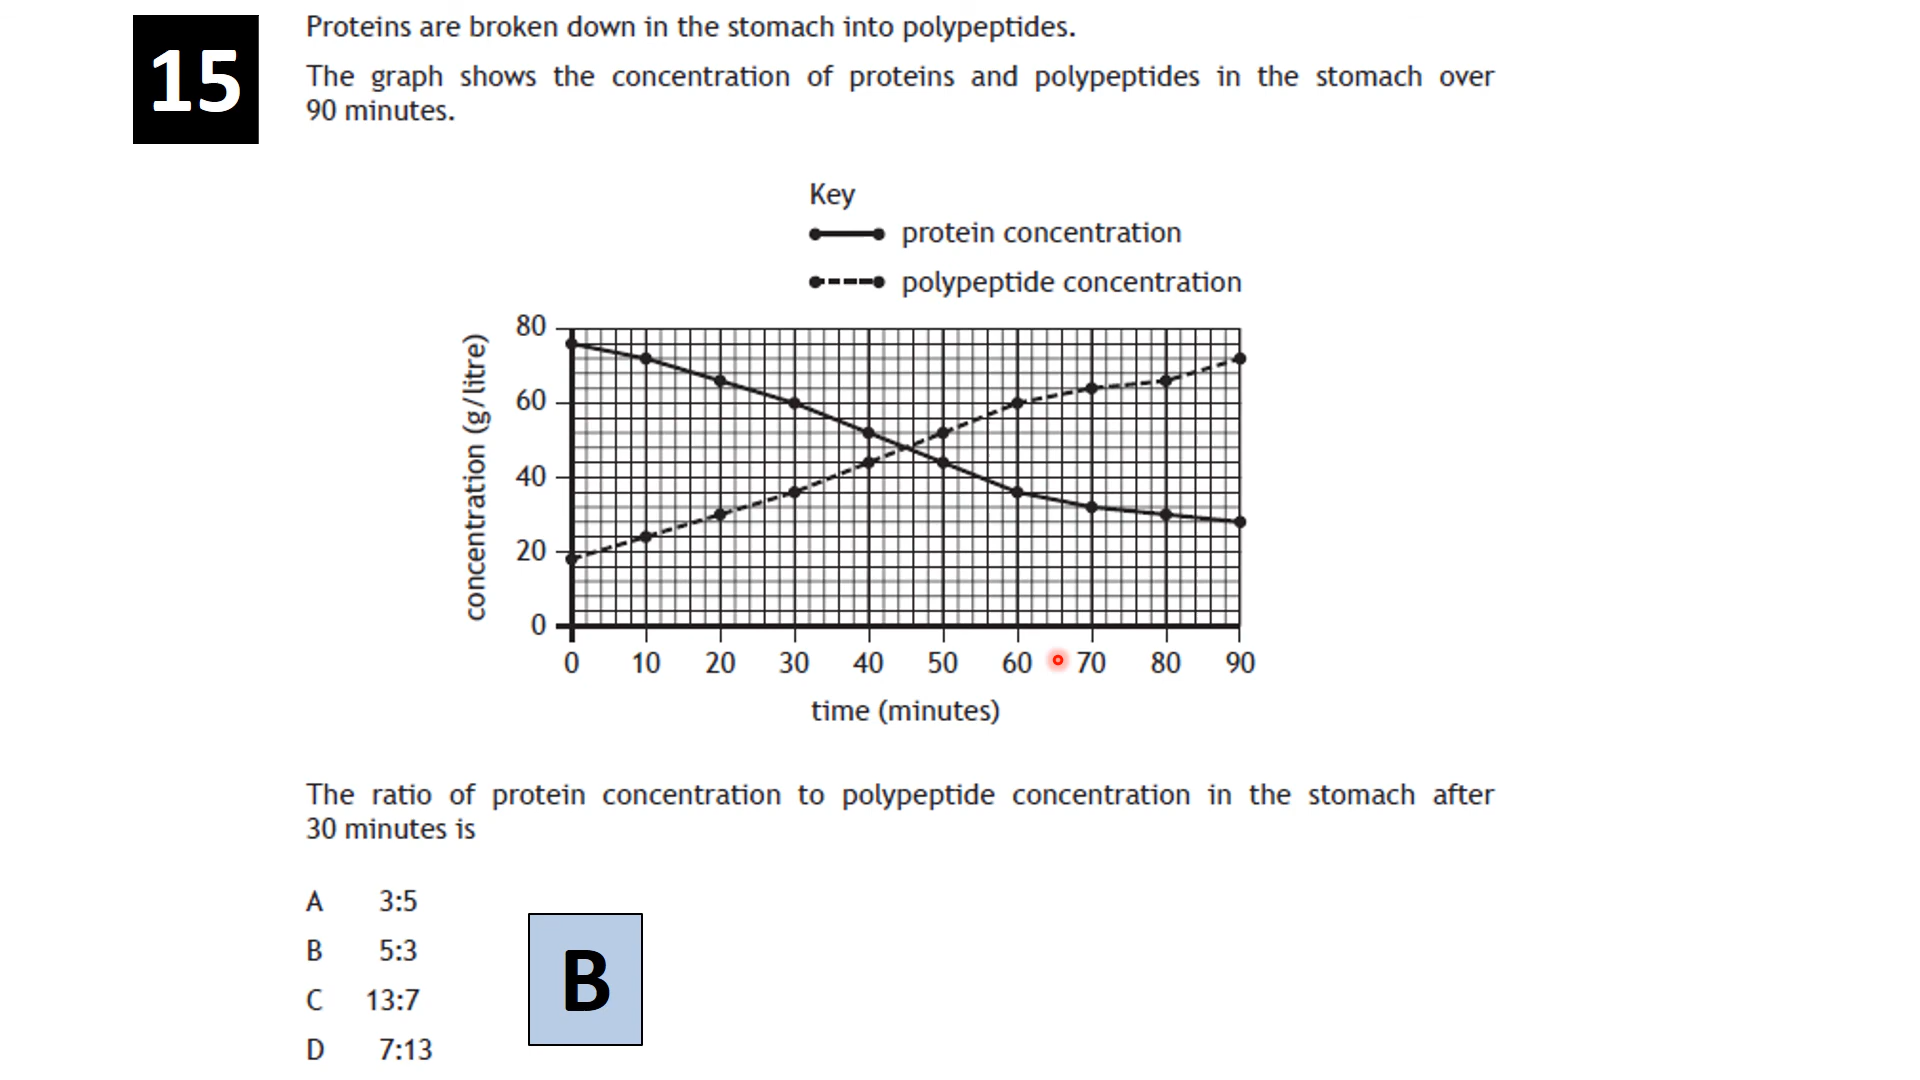 15
Proteins are broken down in the stomach into polypeptides.
The graph shows the concentration of proteins and polypeptides in the stomach over
90 minutes.
Key
protein concentration
polypeptide concentration
concentration (g/litre)
80
60
40
20
0
0 10 20 30 40 50 60 70 80 90
time (minutes)
The ratio of protein concentration to polypeptide concentration in the stomach after
30 minutes is
A 3:5
B 5:3
C 13:7
D 7:13
B